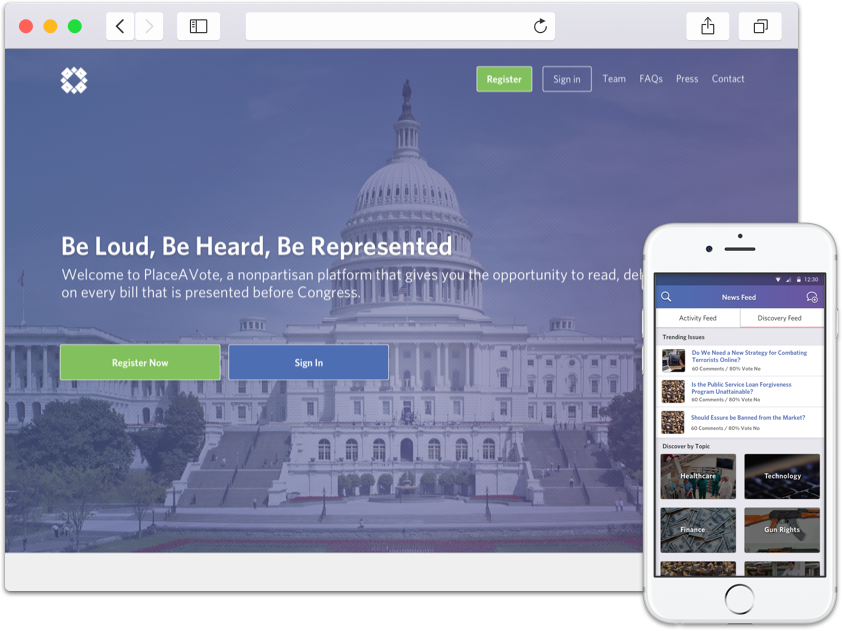 Register
Sign in
Team
FAQs
Press
Contact
Be Loud, Be Heard, Be Represented
Welcome to PlaceAVote, a nonpartisan platform that gives you the opportunity to read,
on every bill that is presented before Congress.
Register Now
Sign In
12:30
News Feed
Activity Feed
Discovery Feed
Trending Issues
Do We Need a New Strategy for Combating
Terrorists Online?
60 Comments / 80% Vote No
Is the Public Service Loan Forgiveness
Program Unattainable?
60 Comments / 80% Vote No
Should Essure be Banned from the Market?
60 Comments / 80% Vote No
Discover by Topic
Healthcare
Technology
Finance
Gun Rights